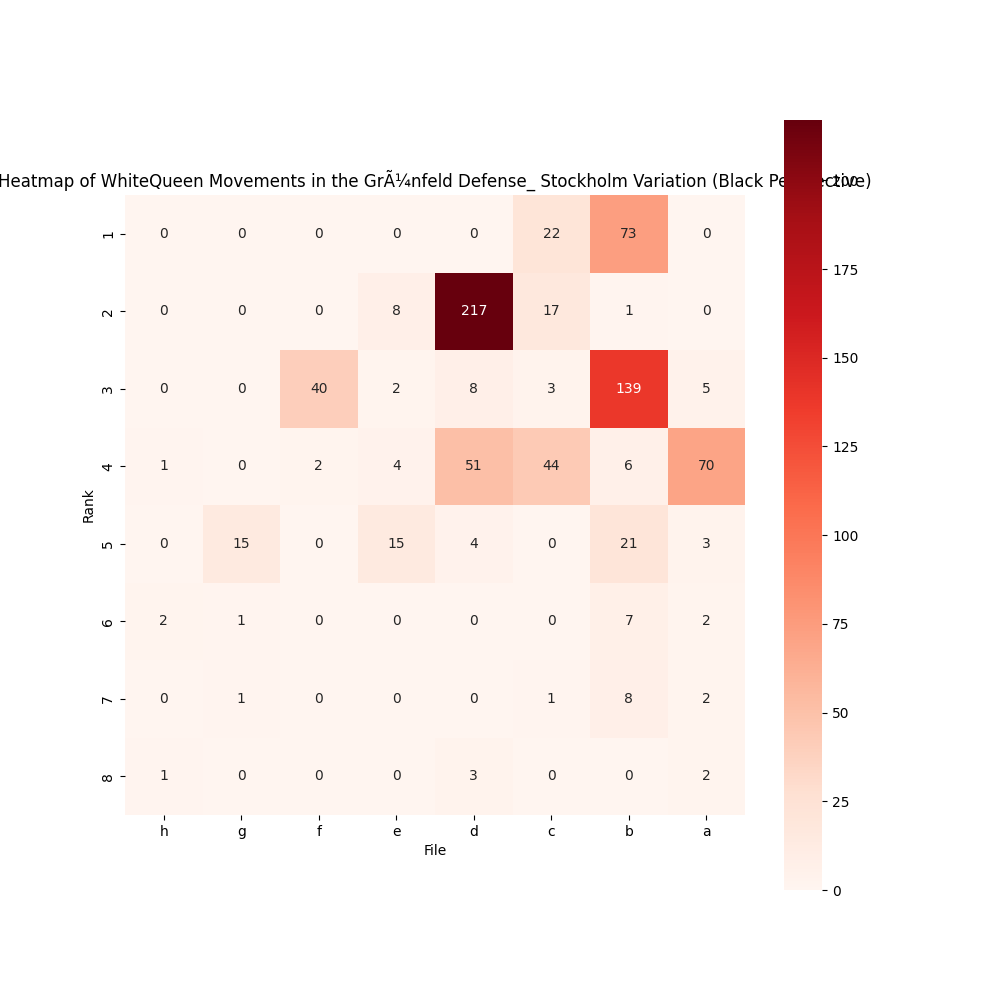 Heatmap of WhiteQueen Movements in the GrÃ¼nfeld Defense_ Stockholm Variation (Black Perspective)
1 0 0 0 0 0 22 73 0
2 0 0 0 8 217 17 1 0
3 0 0 40 2 8 3 139 5
4 1 0 2 4 51 44 6 70
5 0 15 0 15 4 0 21 3
6 2 1 0 0 0 0 7 2
7 0 1 0 0 0 1 8 2
8 1 0 0 0 3 0 0 2
h g f e d c b a
File
Rank
200
175
150
125
100
75
50
25
0